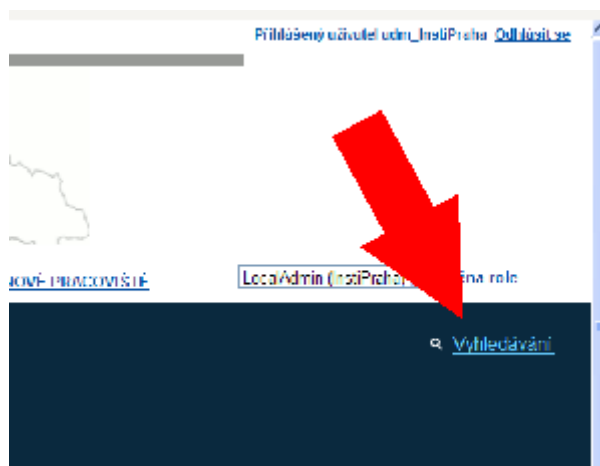 Přihlášený uživatel adm_InstiPraha Odhlásit se
NOVÉ PRACOVIŠTĚ
LocalAdmin (InstiPraha) role
Vyhledávání